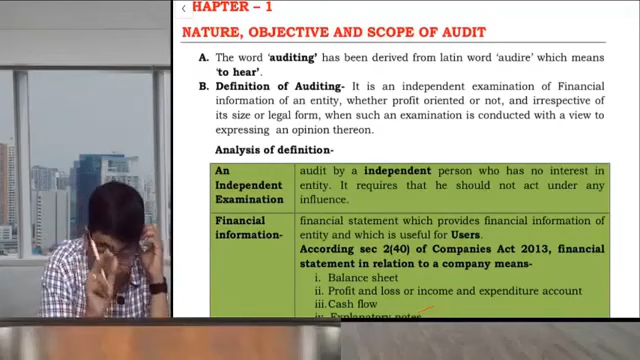 HAPTER – 1
NATURE, OBJECTIVE AND SCOPE OF AUDIT
A. The word ‘auditing’ has been derived from latin word ‘audire’ which means
‘to hear’.
B. Definition of Auditing- It is an independent examination of Financial
information of an entity, whether profit oriented or not, and irrespective of
its size or legal form, when such an examination is conducted with a view to
expressing an opinion thereon.
Analysis of definition-
An Independent Examination
audit by a independent person who has no interest in
entity. It requires that he should not act under any
influence.
Financial information-
financial statement which provides financial information of
entity and which is useful for Users.
According sec 2(40) of Companies Act 2013, financial
statement in relation to a company means-
i. Balance sheet
ii. Profit and loss or income and expenditure account
iii. Cash flow
iv. Explanatory notes